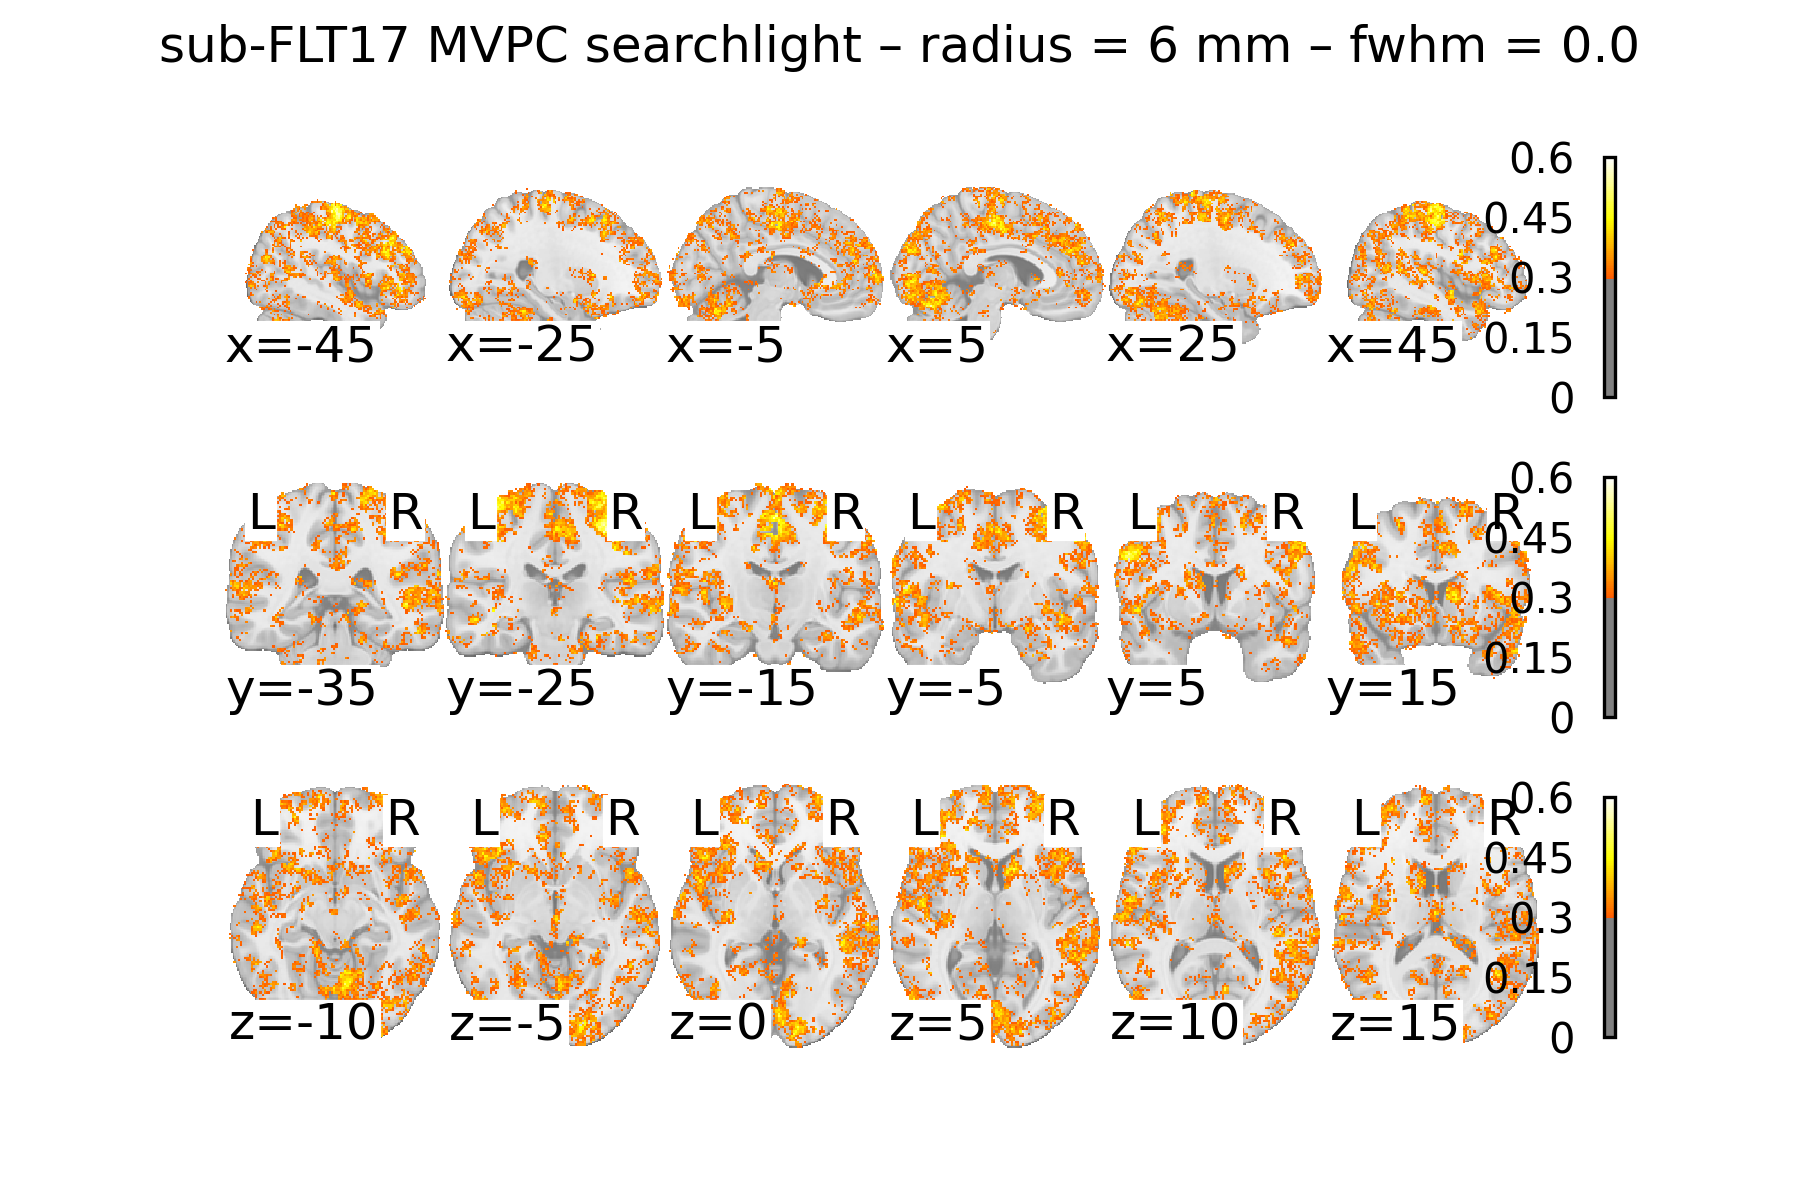 sub-FLT17 MVPC searchlight – radius = 6 mm – fwhm = 0.0
0.6
0.45
0.3
0.15
0
x=-45 x=-25 x=-5 x=5 x=25 x=45
0.6
L R L R L R L R L R L R
0.45
0.3
0.15
0
y=-35 y=-25 y=-15 y=-5 y=5 y=15
0.6
L R L R L R L R L R L R
0.45
0.3
0.15
0
z=-10 z=-5 z=0 z=5 z=10 z=15